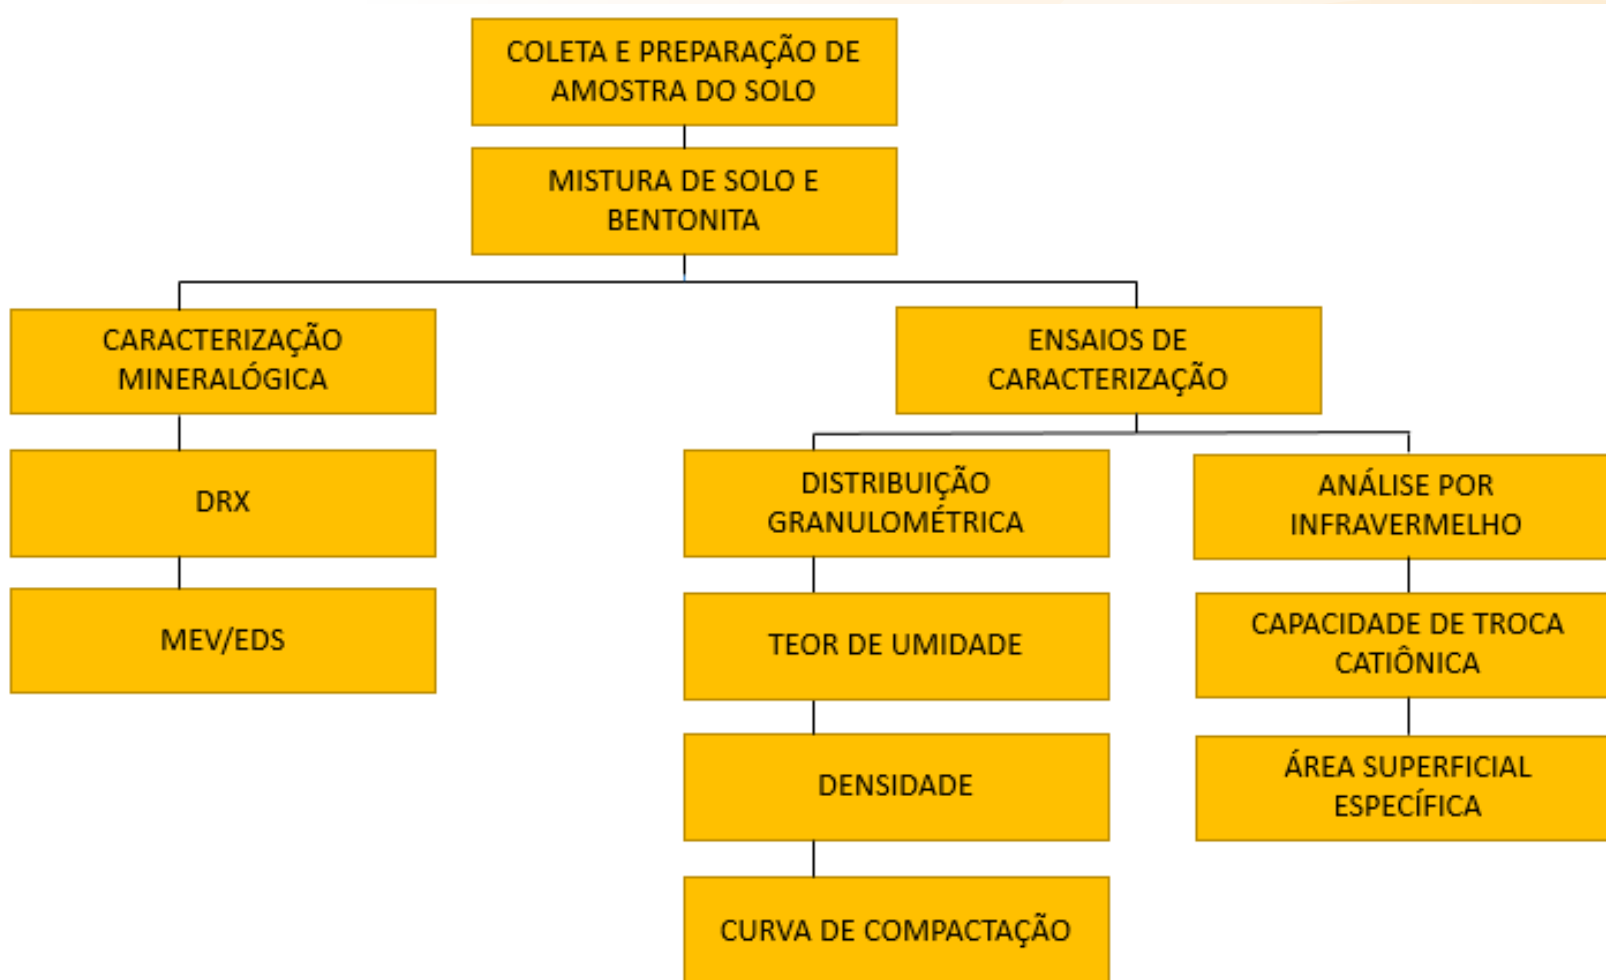 COLETA E PREPARAÇÃO DE
AMOSTRA DO SOLO
MISTURA DE SOLO E
BENTONITA
CARACTERIZAÇÃO
MINERALÓGICA
DRX
MEV/EDS
ENSAIOS DE
CARACTERIZAÇÃO
DISTRIBUIÇÃO
GRANULOMÉTRICA
TEOR DE UMIDADE
DENSIDADE
CURVA DE COMPACTAÇÃO
ANÁLISE POR
INFRAVERMELHO
CAPACIDADE DE TROCA
CATIÔNICA
ÁREA SUPERFICIAL
ESPECÍFICA